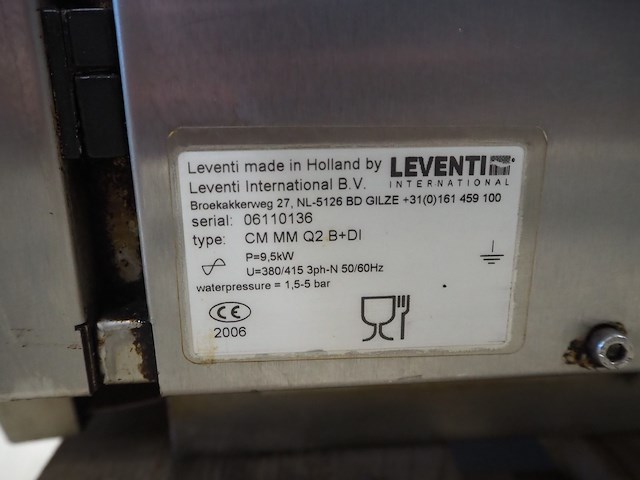 Leventi made in Holland by LEVENTI
Leventi International B.V. INTERNATIONAL
Broekakkerweg 27, NL-5126 BD GILZE +31(0)161 459 100
serial: 06110136
type: CM MM Q2 B+DI
P=9,5kW
U=380/415 3ph-N 50/60Hz
waterpressure = 1,5-5 bar
CE
2006